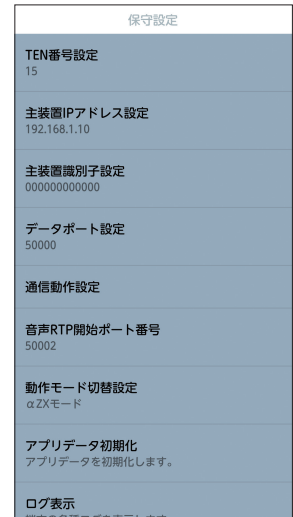 保守設定
TEN番号設定
15
主装置IPアドレス設定
192.168.1.10
主装置識別子設定
000000000000
データポート設定
50000
通信動作設定
音声RTP開始ポート番号
50002
動作モード切替設定
αZXモード
アプリデータ初期化
アプリデータを初期化します。
ログ表示